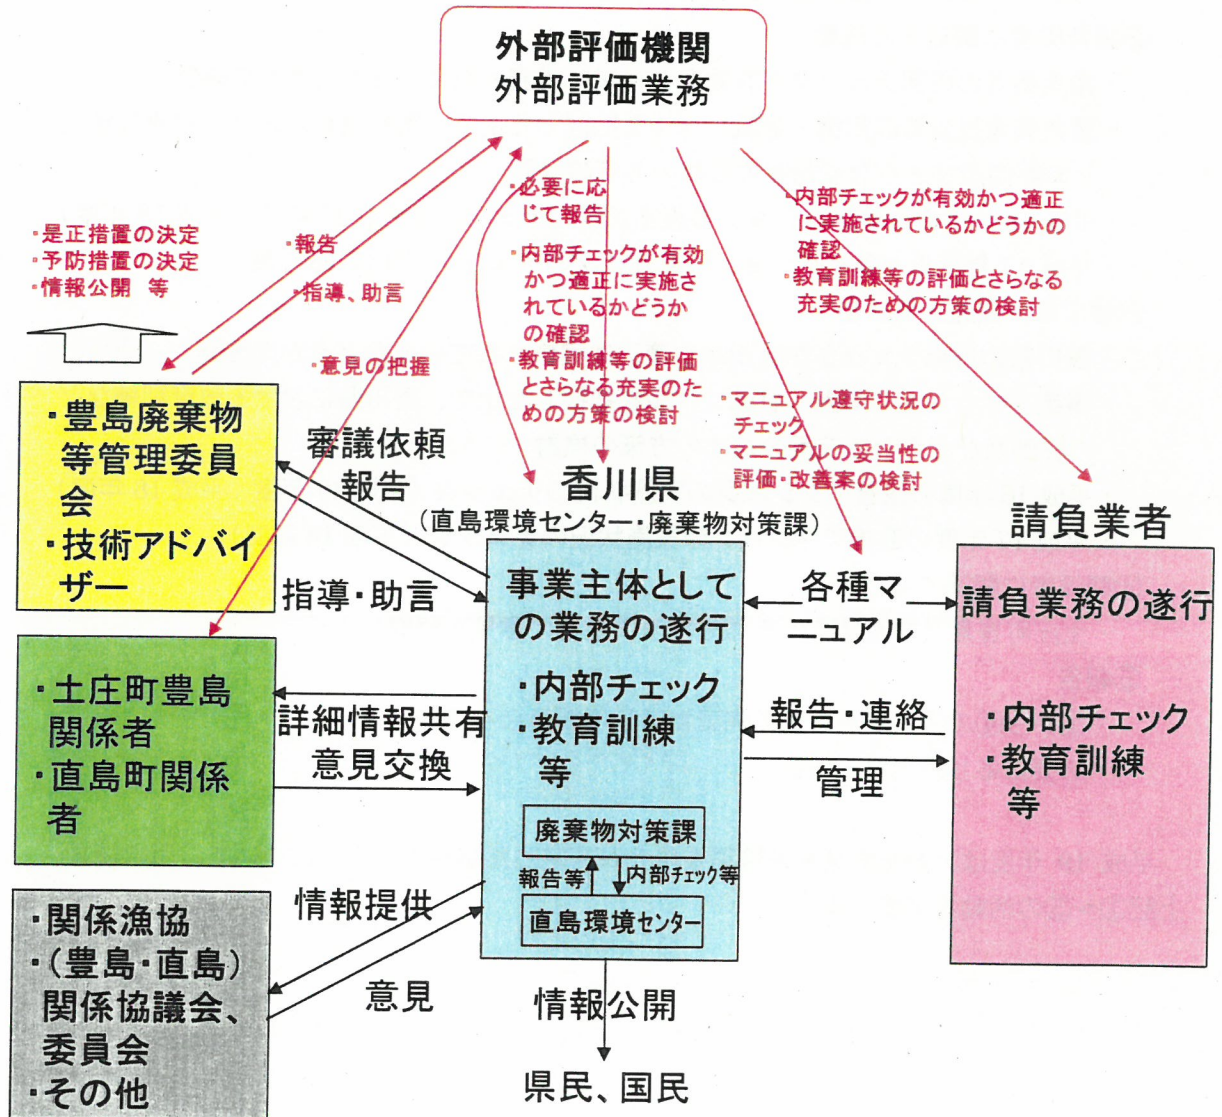 外部評価機関
外部評価業務
・是正措置の決定
・予防措置の決定
・情報公開 等
・報告
・指導、助言
・意見の把握
・必要に応
じて報告
・内部チェックが有効
かつ適正に実施さ
れているかどうか
の確認
・教育訓練等の評価
とさらなる充実のた
めの方策の検討
・内部チェックが有効かつ適正
に実施されているかどうかの
確認
・教育訓練等の評価とさらなる
充実のための方策の検討
・マニュアル遵守状況の
チェック
・マニュアルの妥当性の
評価・改善案の検討
・豊島廃棄物
等管理委員
会
・技術アドバイ
ザー
審議依頼
報告
指導・助言
香川県
(直島環境センター・廃棄物対策課)
事業主体として
の業務の遂行
・内部チェック
・教育訓練
等
廃棄物対策課
報告等
内部チェック等
直島環境センター
各種マ
ニュアル
報告・連絡
管理
請負業者
請負業務の遂行
・内部チェック
・教育訓練
等
・土庄町豊島
関係者
・直島町関係
者
詳細情報共有
意見交換
・関係漁協
・(豊島・直島)
関係協議会、
委員会
・その他
情報提供
意見
情報公開
県民、国民